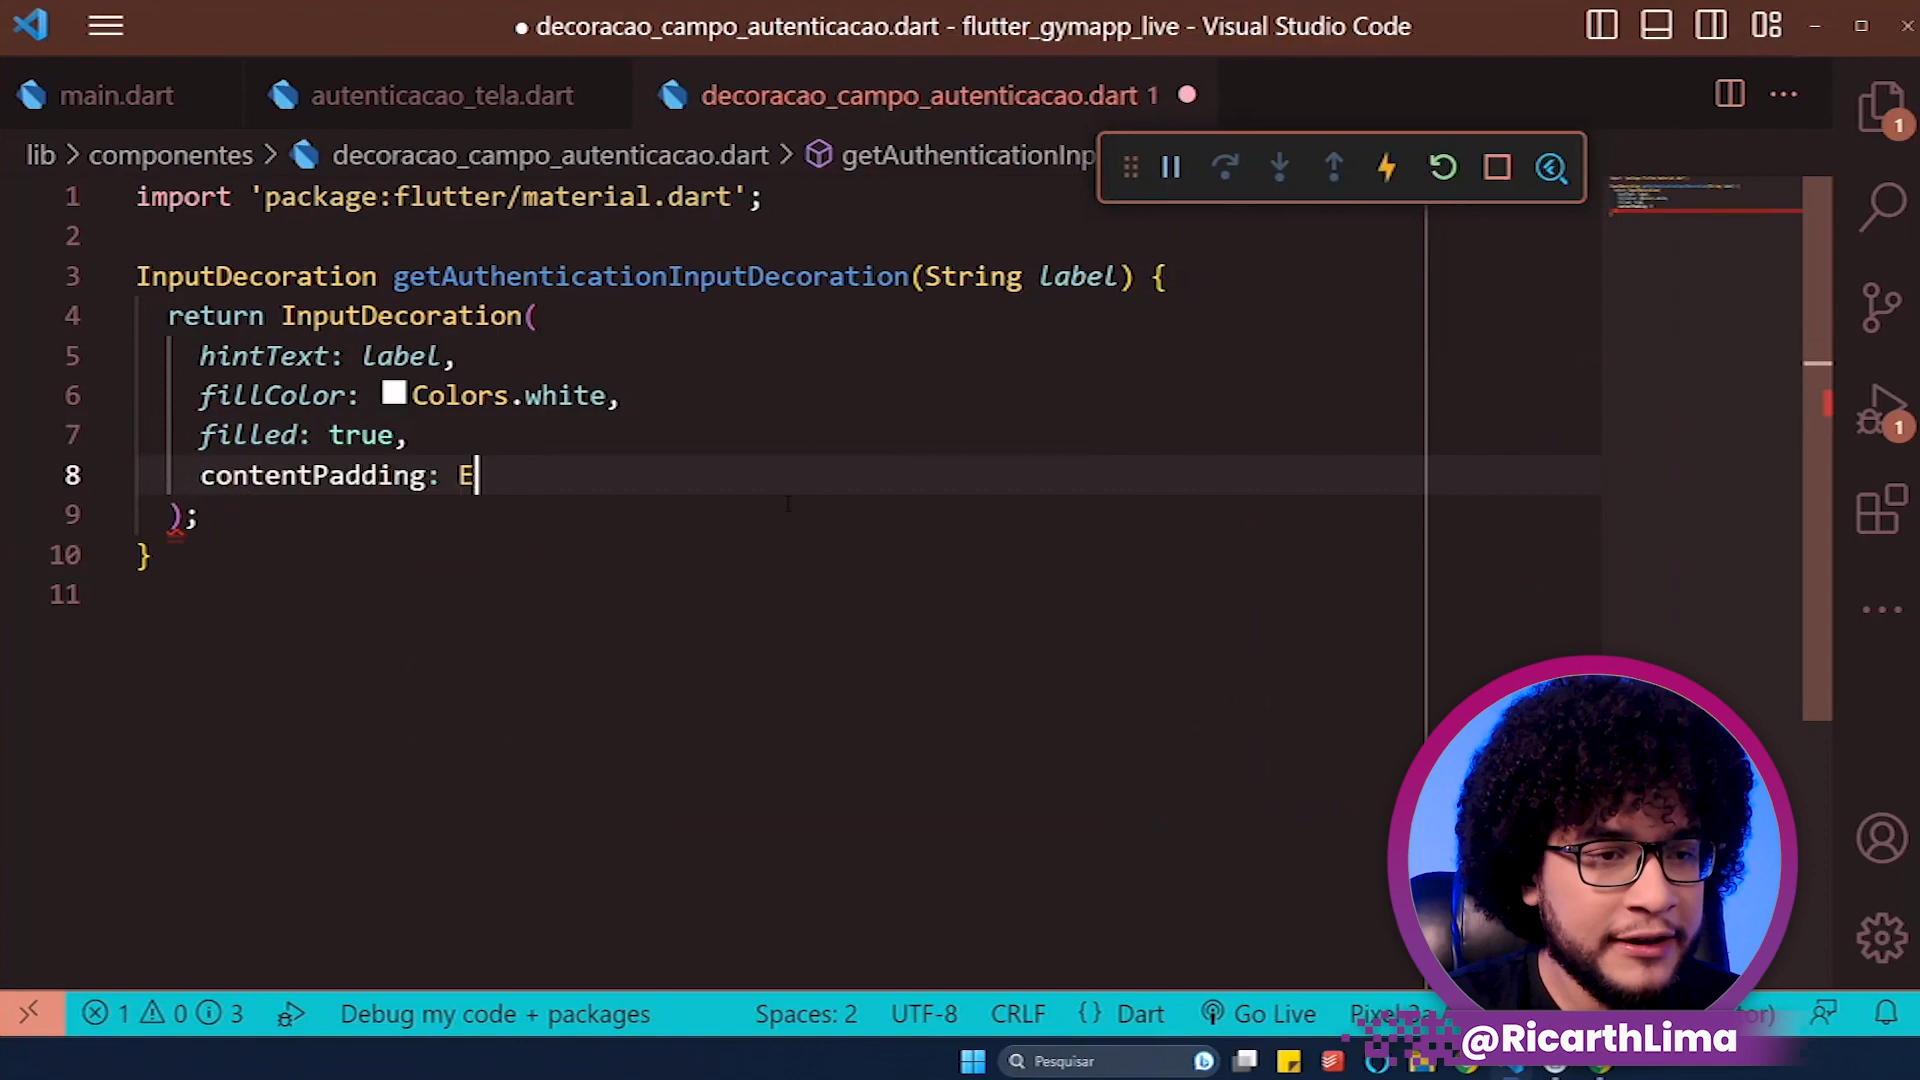 ● decoracao_campo_autenticacao.dart - flutter_gymapp_live - Visual Studio Code
main.dart
autenticacao_tela.dart
decoracao_campo_autenticacao.dart 1
lib > componentes > decoracao_campo_autenticacao.dart > getAuthenticationInp
1 import 'package:flutter/material.dart';
2
3 InputDecoration getAuthenticationInputDecoration(String label) {
4 return InputDecoration(
5 hintText: label,
6 fillColor: Colors.white,
7 filled: true,
8 contentPadding: E
9 );
10 }
11
1
1
1 0 3 Debug my code + packages Spaces: 2 UTF-8 CRLF {} Dart Go Live
@RicarthLima
Pesquisar